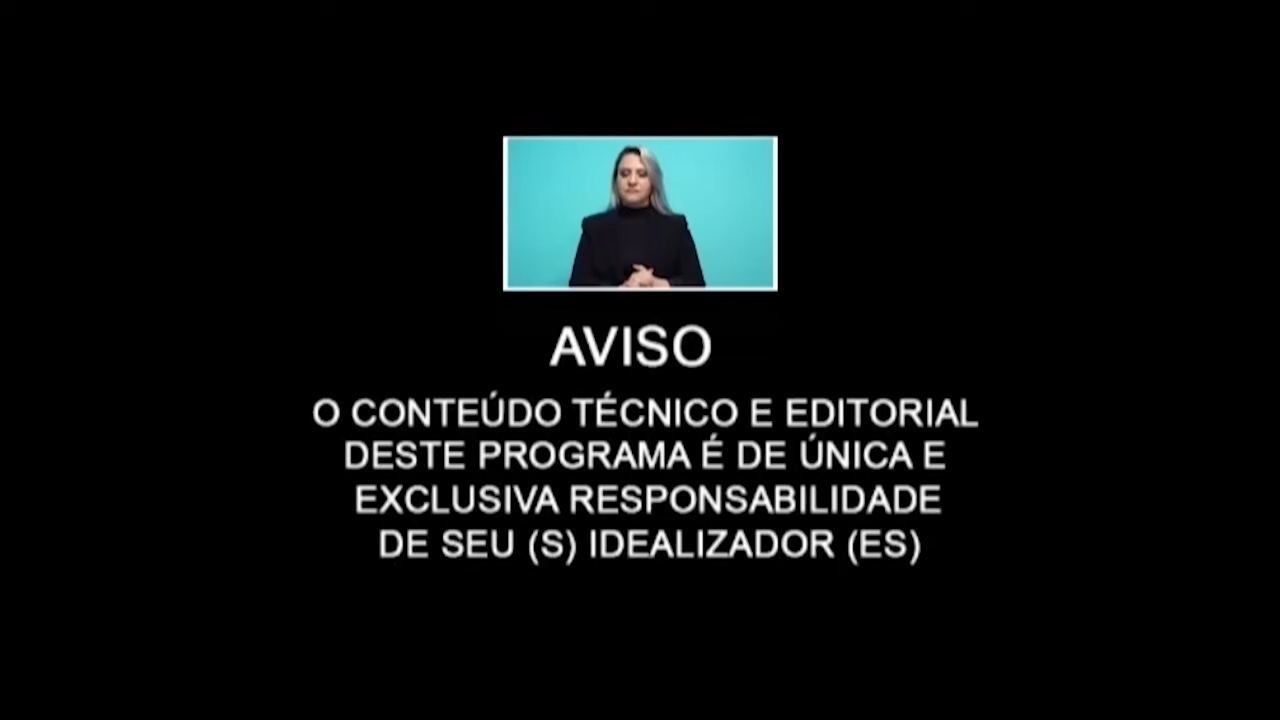 AVISO
O CONTEÚDO TÉCNICO E EDITORIAL
DESTE PROGRAMA É DE ÚNICA E
EXCLUSIVA RESPONSABILIDADE
DE SEU (S) IDEALIZADOR (ES)